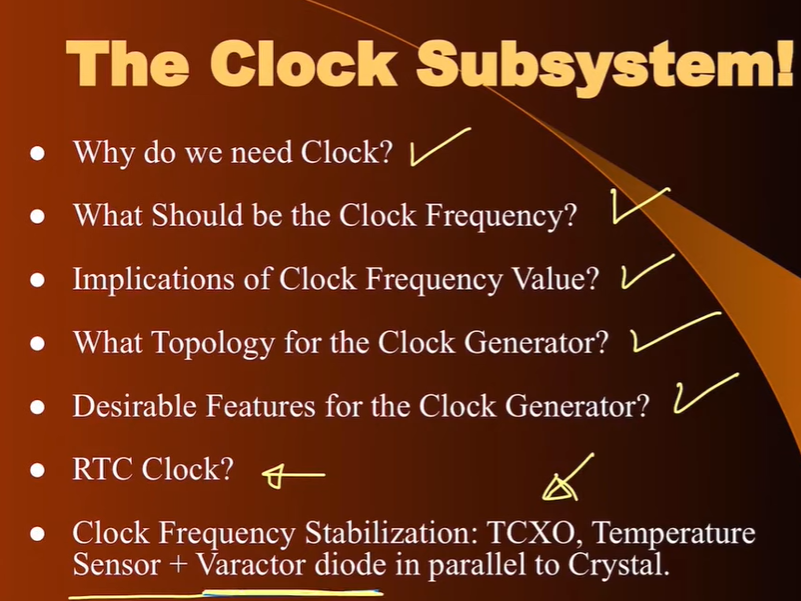 The Clock Subsystem!
● Why do we need Clock?
● What Should be the Clock Frequency?
● Implications of Clock Frequency Value?
● What Topology for the Clock Generator?
● Desirable Features for the Clock Generator?
● RTC Clock?
● Clock Frequency Stabilization: TCXO, Temperature
Sensor + Varactor diode in parallel to Crystal.